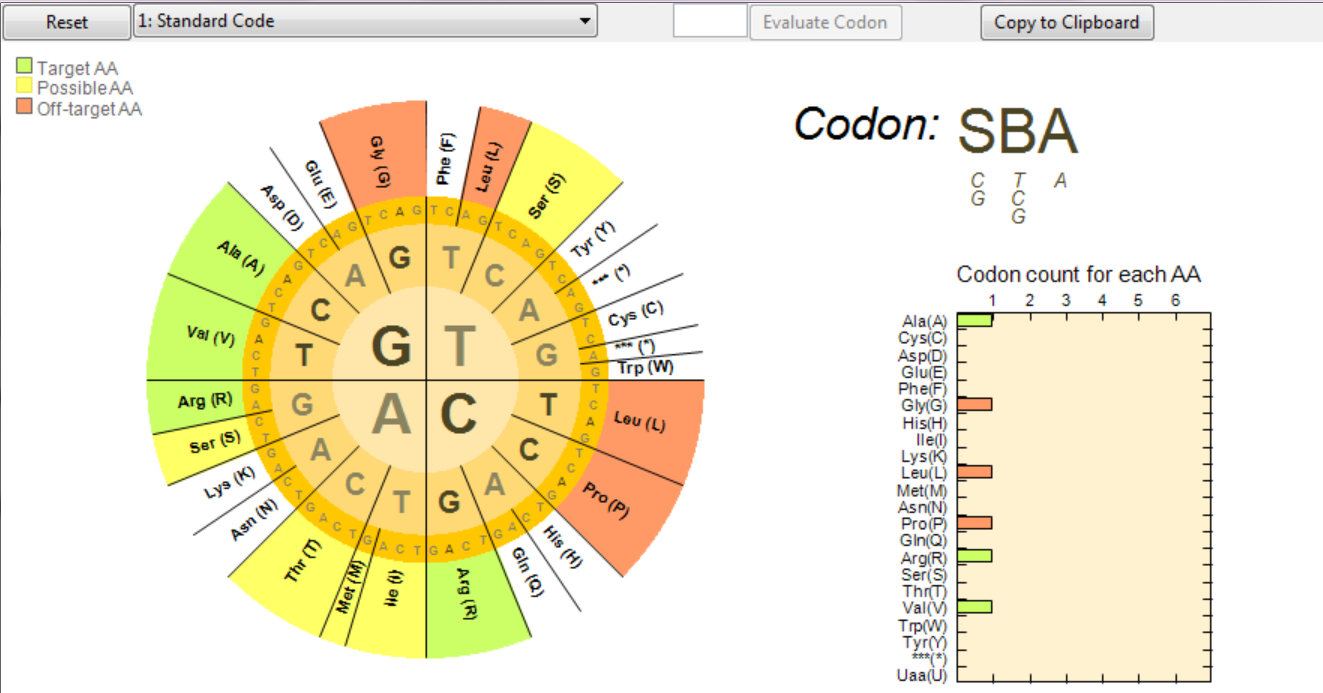 Reset
1: Standard Code
Evaluate Codon
Copy to Clipboard
Target AA
Possible AA
Off-target AA
Codon: SBA
C T A
G C
G
Gly (G)
Phe (F)
Leu (L)
Ser (S)
Tyr (Y)
*** (*)
Cys (C)
*** (*)
Trp (W)
Leu (L)
Pro (P)
His (H)
Gln (Q)
Arg (R)
Ile (I)
Met (M)
Thr (T)
Asn (N)
Lys (K)
Ser (S)
Arg (R)
Val (V)
Ala (A)
Asp (D)
Glu (E)
G T
A C
A G T C
C A
T G
G T
A C
C T G A
Codon count for each AA
1 2 3 4 5 6
Ala(A)
Cys(C)
Asp(D)
Glu(E)
Phe(F)
Gly(G)
His(H)
Ile(I)
Lys(K)
Leu(L)
Met(M)
Asn(N)
Pro(P)
Gln(Q)
Arg(R)
Ser(S)
Thr(T)
Val(V)
Trp(W)
Tyr(Y)
***(*)
Uaa(U)